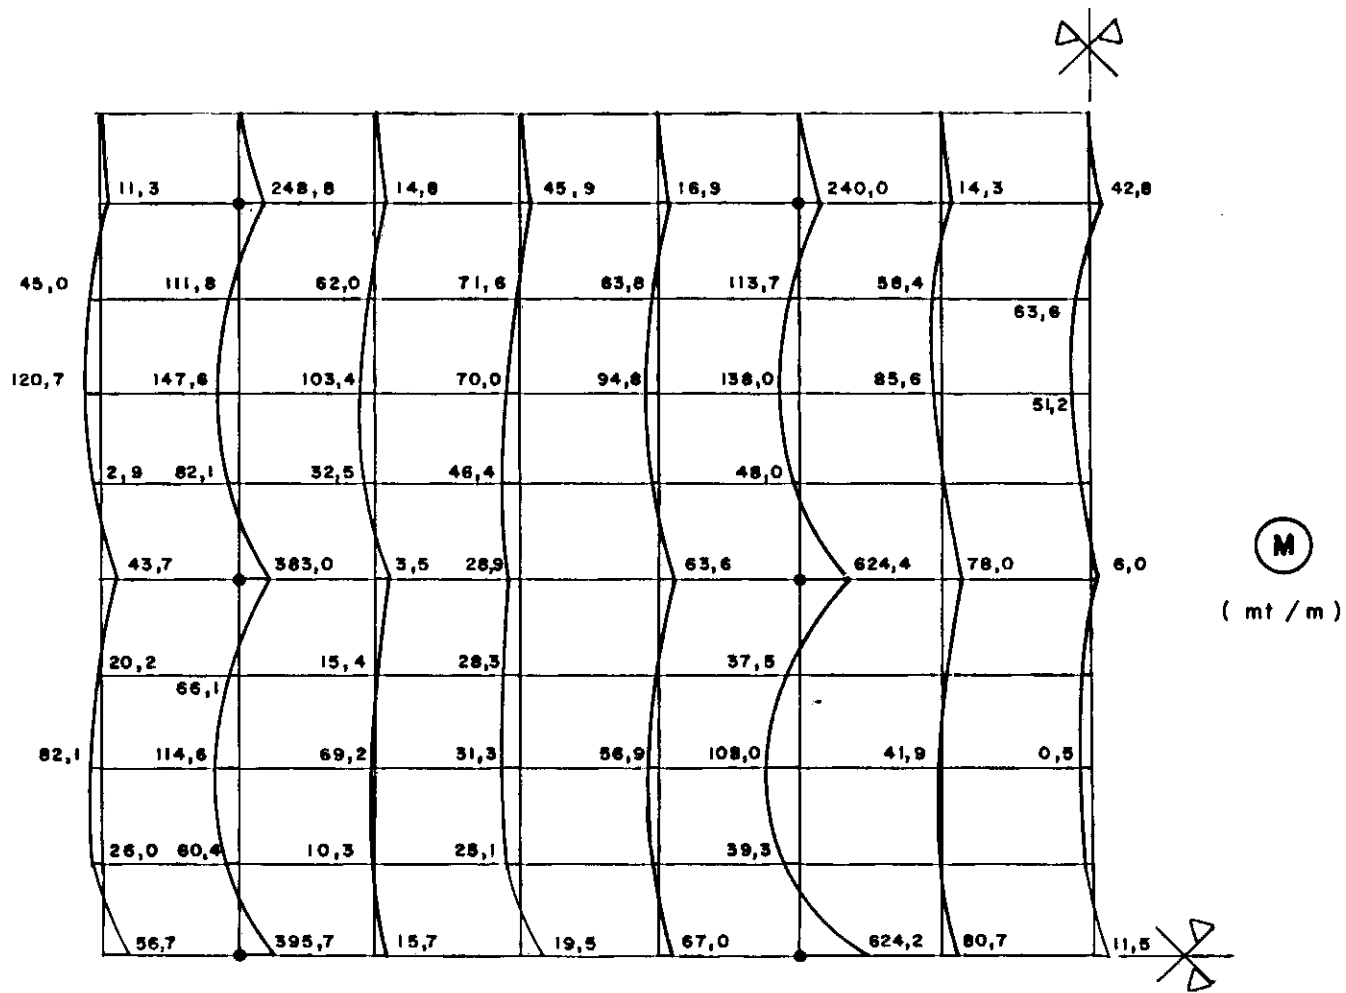 11,3 248,8 14,8 45,9 16,9 240,0 14,3 42,8
45,0 111,8 62,0 71,6 63,8 113,7 58,4 63,6
120,7 147,6 103,4 70,0 94,8 138,0 85,6 51,2
2,9 82,1 32,5 46,4 48,0
43,7 383,0 3,5 28,9 63,6 624,4 78,0 6,0
M
( mt / m )
20,2 66,1 15,4 28,3 37,5
82,1 114,6 69,2 31,3 56,9 108,0 41,9 0,5
26,0 60,4 10,3 28,1 39,3
56,7 395,7 15,7 19,5 67,0 624,2 80,7 11,5